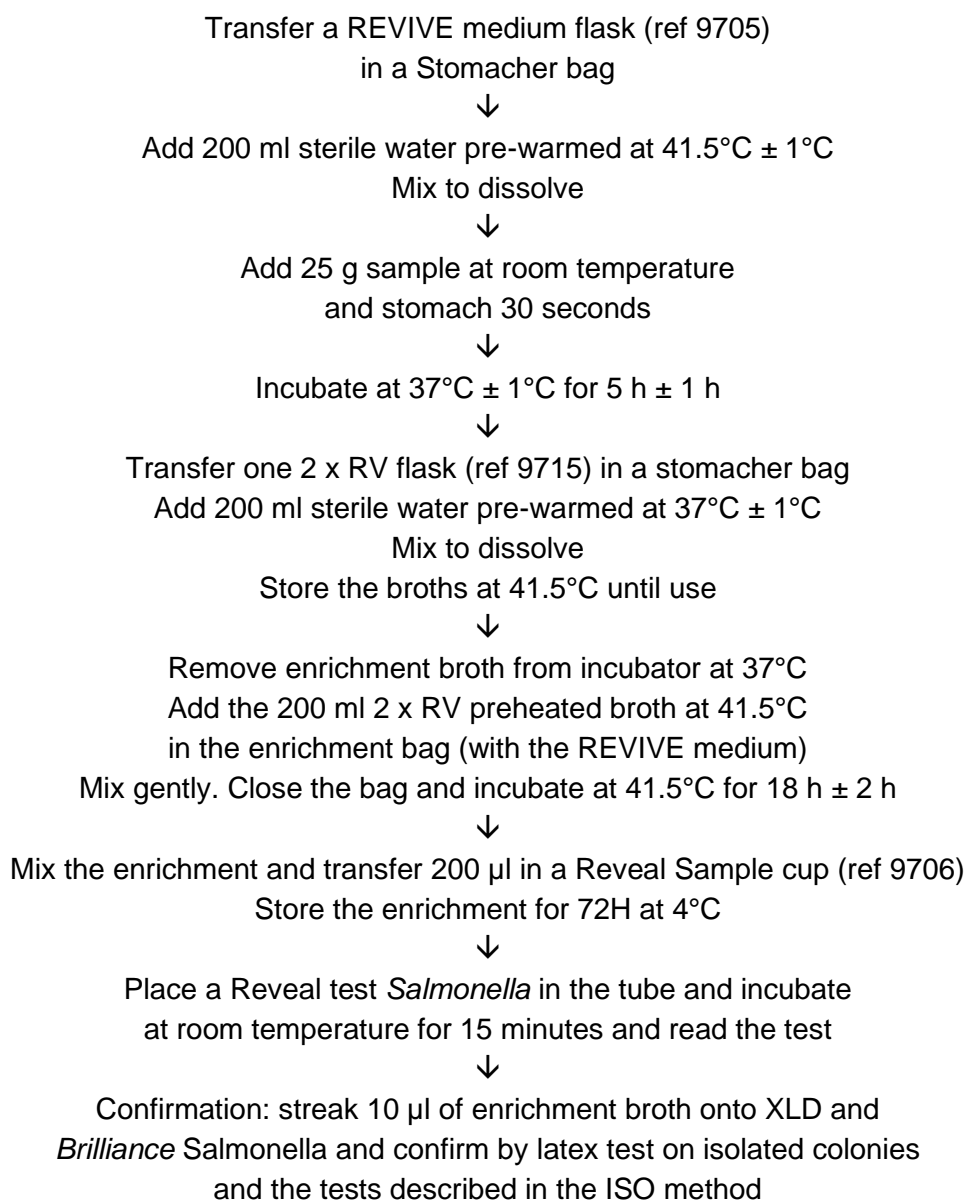 Transfer a REVIVE medium flask (ref 9705)
in a Stomacher bag
↓
Add 200 ml sterile water pre-warmed at 41.5°C ± 1°C
Mix to dissolve
↓
Add 25 g sample at room temperature
and stomach 30 seconds
↓
Incubate at 37°C ± 1°C for 5 h ± 1 h
↓
Transfer one 2 x RV flask (ref 9715) in a stomacher bag
Add 200 ml sterile water pre-warmed at 37°C ± 1°C
Mix to dissolve
Store the broths at 41.5°C until use
↓
Remove enrichment broth from incubator at 37°C
Add the 200 ml 2 x RV preheated broth at 41.5°C
in the enrichment bag (with the REVIVE medium)
Mix gently. Close the bag and incubate at 41.5°C for 18 h ± 2 h
↓
Mix the enrichment and transfer 200 µl in a Reveal Sample cup (ref 9706)
Store the enrichment for 72H at 4°C
↓
Place a Reveal test Salmonella in the tube and incubate
at room temperature for 15 minutes and read the test
↓
Confirmation: streak 10 µl of enrichment broth onto XLD and
Brilliance Salmonella and confirm by latex test on isolated colonies
and the tests described in the ISO method